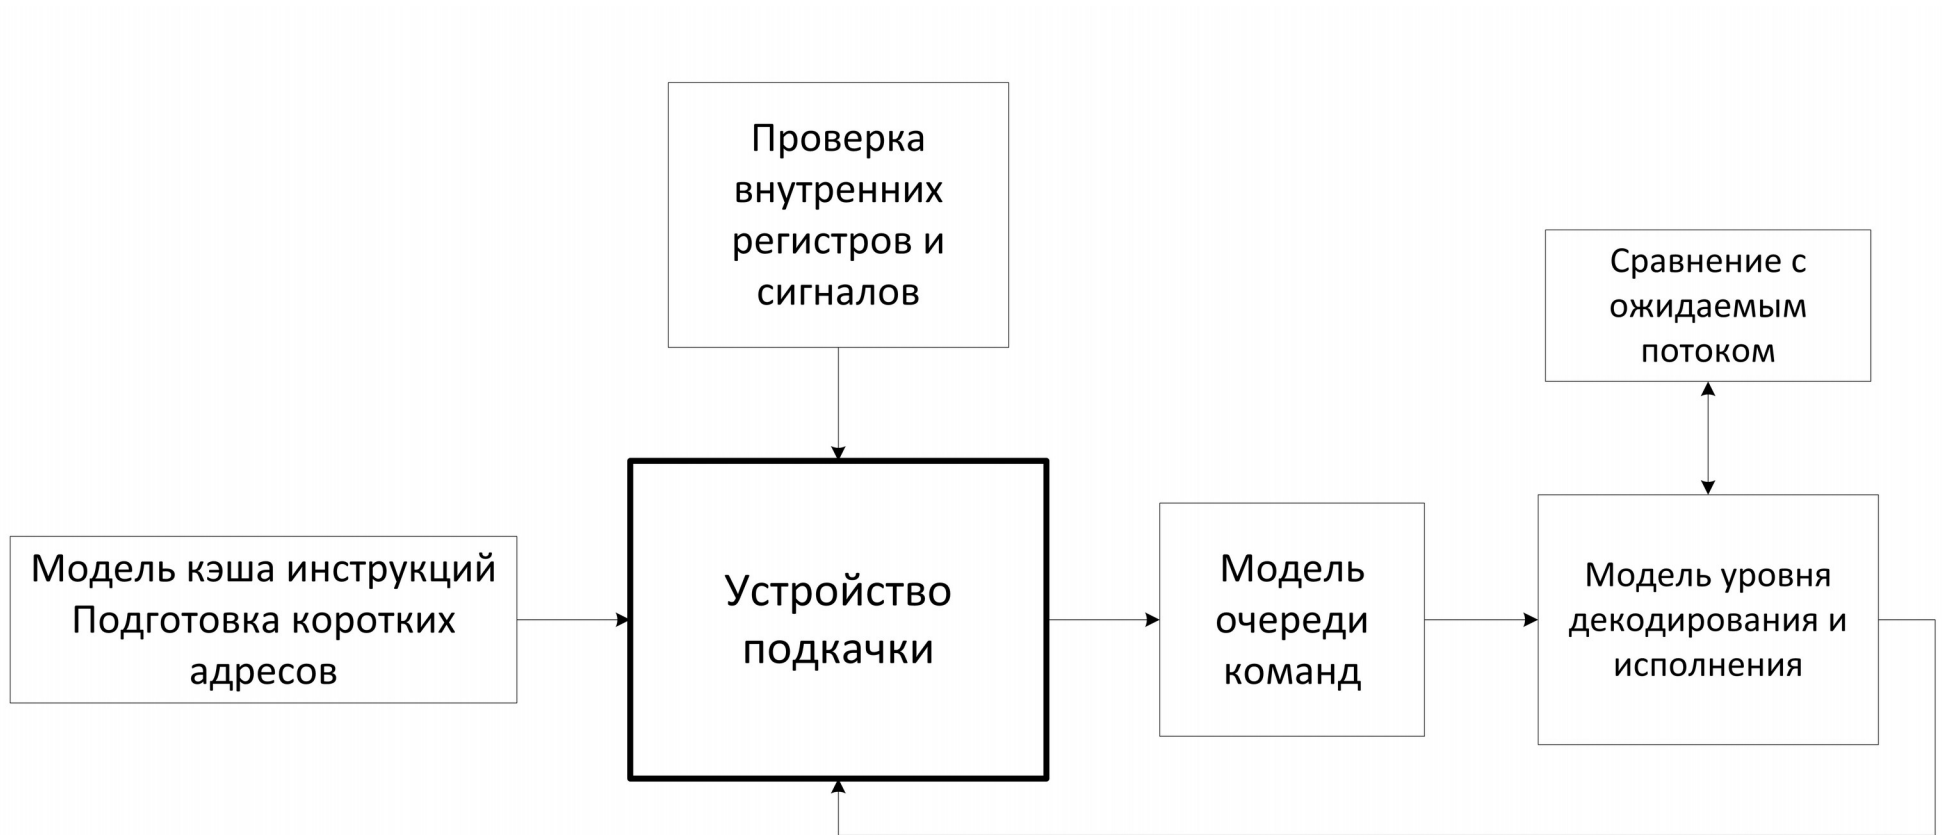 Проверка
внутренних
регистров и
сигналов
Сравнение с
ожидаемым
потоком
Модель кэша инструкций
Подготовка коротких
адресов
Устройство
подкачки
Модель
очереди
команд
Модель уровня
декодирования и
исполнения